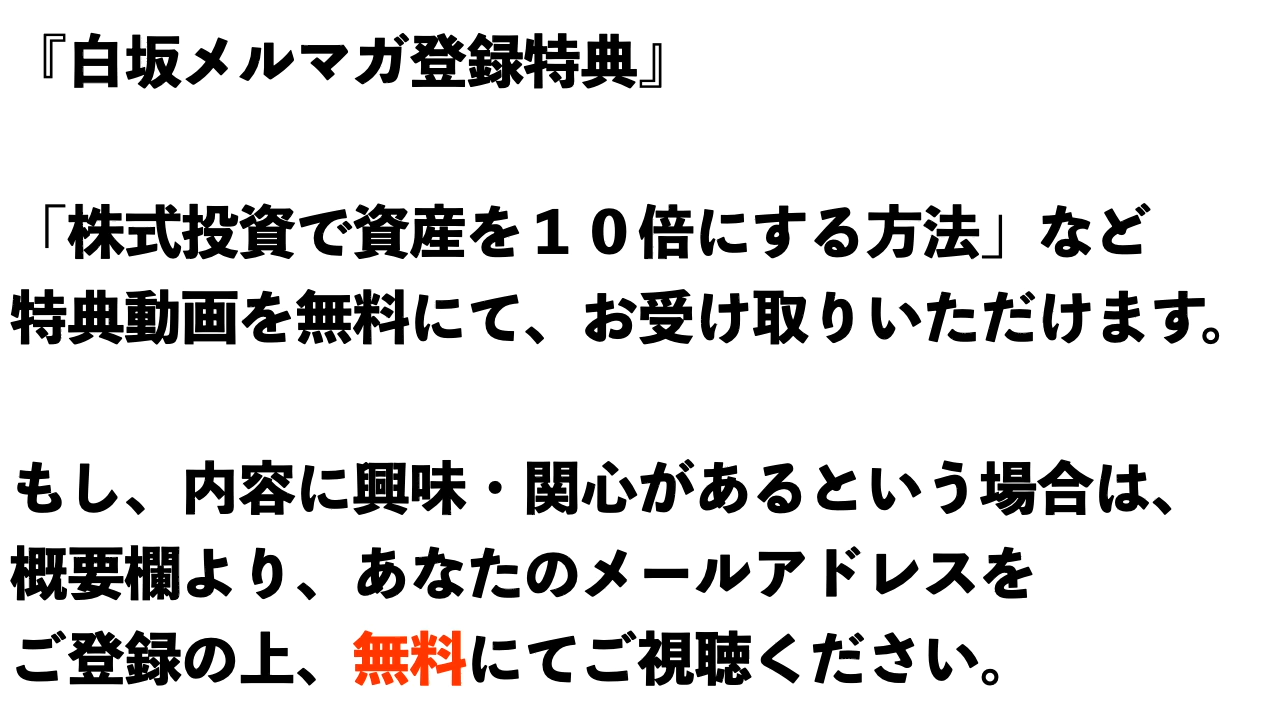 『白坂メルマガ登録特典』
「株式投資で資産を１０倍にする方法」など
特典動画を無料にて、お受け取りいただけます。
もし、内容に興味・関心があるという場合は、
概要欄より、あなたのメールアドレスを
ご登録の上、無料にてご視聴ください。